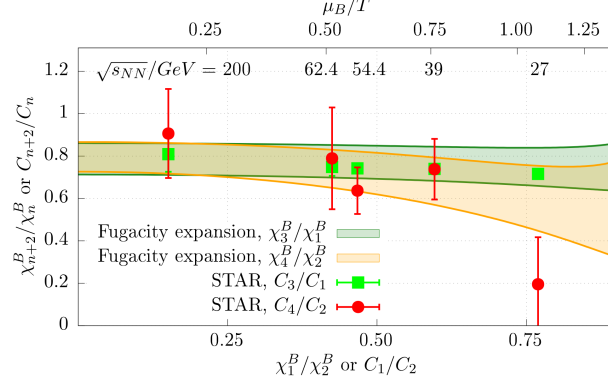 μ_B/T
0.25 0.50 0.75 1.00 1.25
√s_NN/GeV = 200 62.4 54.4 39 27
χ^B_{n+2}/χ^B_n or C_{n+2}/C_n
1.2
1
0.8
0.6
0.4
0.2
0
Fugacity expansion, χ^B_3/χ^B_1
Fugacity expansion, χ^B_4/χ^B_2
STAR, C_3/C_1
STAR, C_4/C_2
0.25 0.50 0.75
χ^B_1/χ^B_2 or C_1/C_2